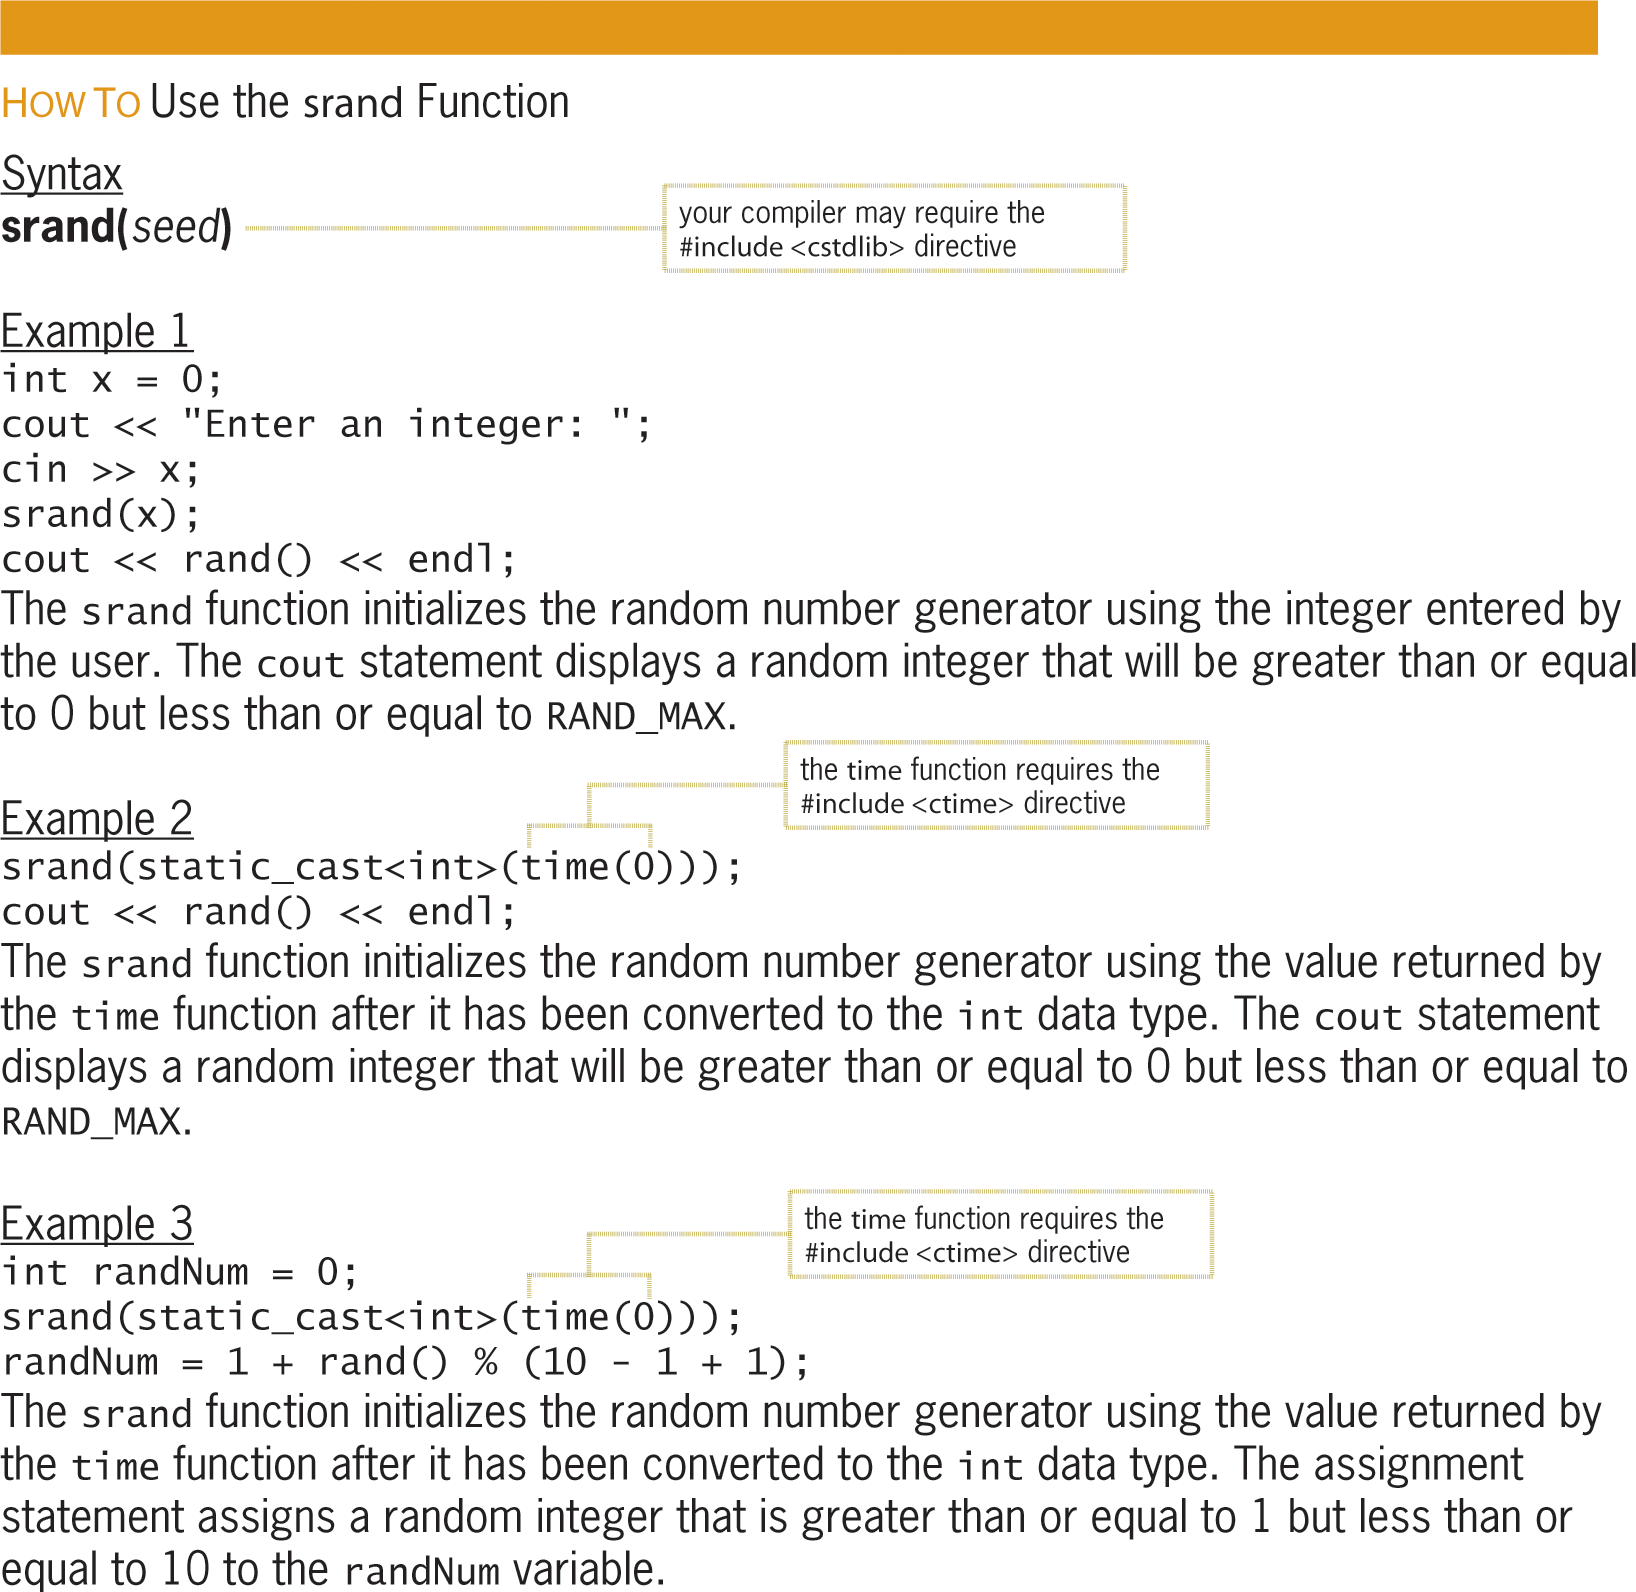 HOW TO Use the srand Function
Syntax
srand(seed)
your compiler may require the
#include <cstdlib> directive
Example 1
int x = 0;
cout << "Enter an integer: ";
cin >> x;
srand(x);
cout << rand() << endl;
The srand function initializes the random number generator using the integer entered by
the user. The cout statement displays a random integer that will be greater than or equal
to 0 but less than or equal to RAND_MAX.
the time function requires the
#include <ctime> directive
Example 2
srand(static_cast<int>(time(0)));
cout << rand() << endl;
The srand function initializes the random number generator using the value returned by
the time function after it has been converted to the int data type. The cout statement
displays a random integer that will be greater than or equal to 0 but less than or equal to
RAND_MAX.
the time function requires the
#include <ctime> directive
Example 3
int randNum = 0;
srand(static_cast<int>(time(0)));
randNum = 1 + rand() % (10 – 1 + 1);
The srand function initializes the random number generator using the value returned by
the time function after it has been converted to the int data type. The assignment
statement assigns a random integer that is greater than or equal to 1 but less than or
equal to 10 to the randNum variable.